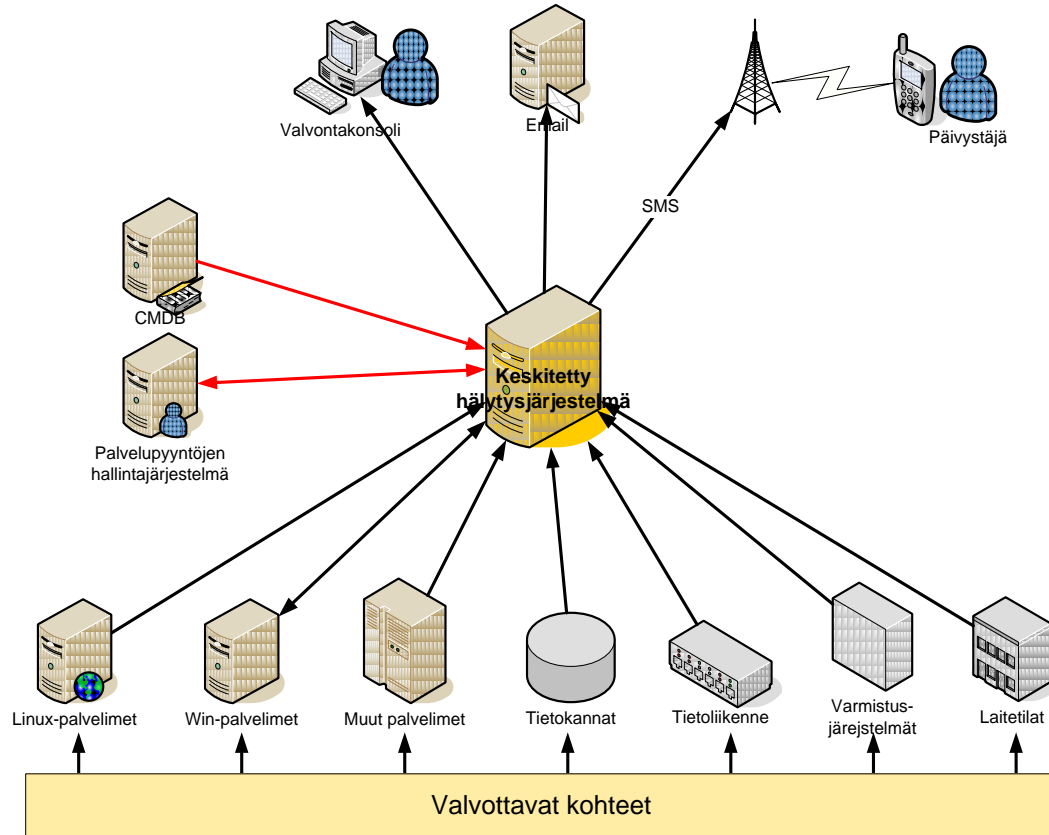 Valvontakonsoli
Email
Päivystäjä
SMS
CMDB
Keskitetty
hälytysjärjestelmä
Palvelupyyntöjen
hallintajärjestelmä
Linux-palvelimet
Win-palvelimet
Muut palvelimet
Tietokannat
Tietoliikenne
Varmistus-
järejstelmät
Laitetilat
Valvottavat kohteet